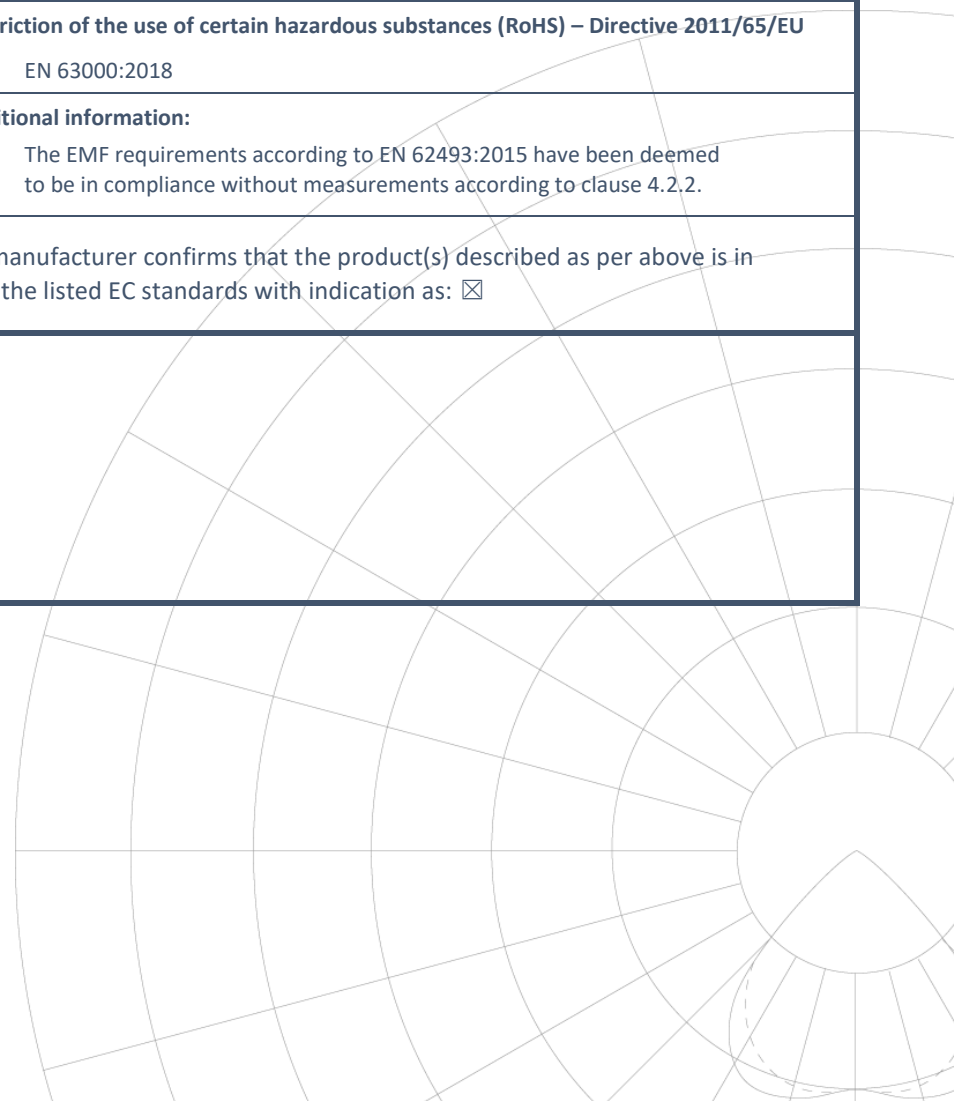 riction of the use of certain hazardous substances (RoHS) – Directive 2011/65/EU
EN 63000:2018
itional information:
The EMF requirements according to EN 62493:2015 have been deemed
to be in compliance without measurements according to clause 4.2.2.
manufacturer confirms that the product(s) described as per above is in
the listed EC standards with indication as: ☒